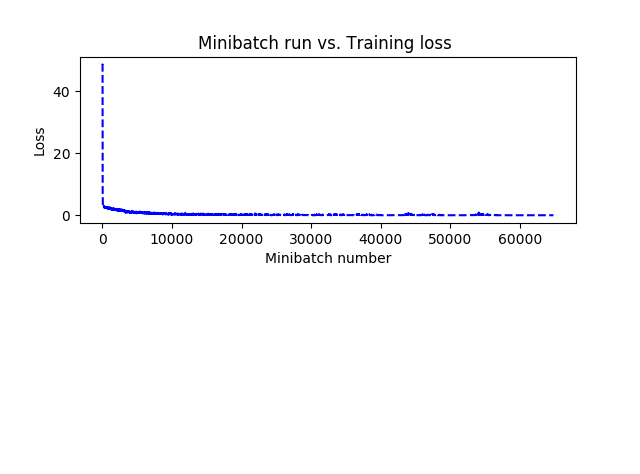 Minibatch run vs. Training loss
Loss
40
20
0
0 10000 20000 30000 40000 50000 60000
Minibatch number